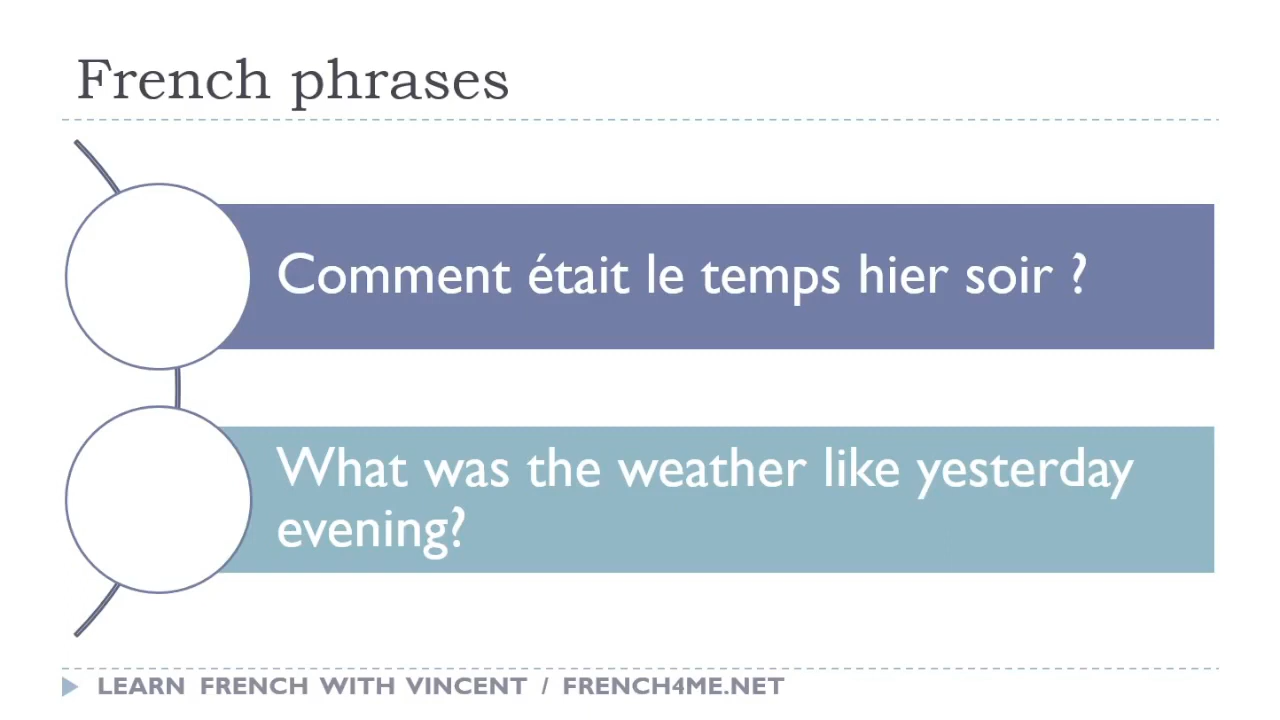 French phrases
Comment était le temps hier soir ?
What was the weather like yesterday
evening?
LEARN FRENCH WITH VINCENT / FRENCH4ME.NET